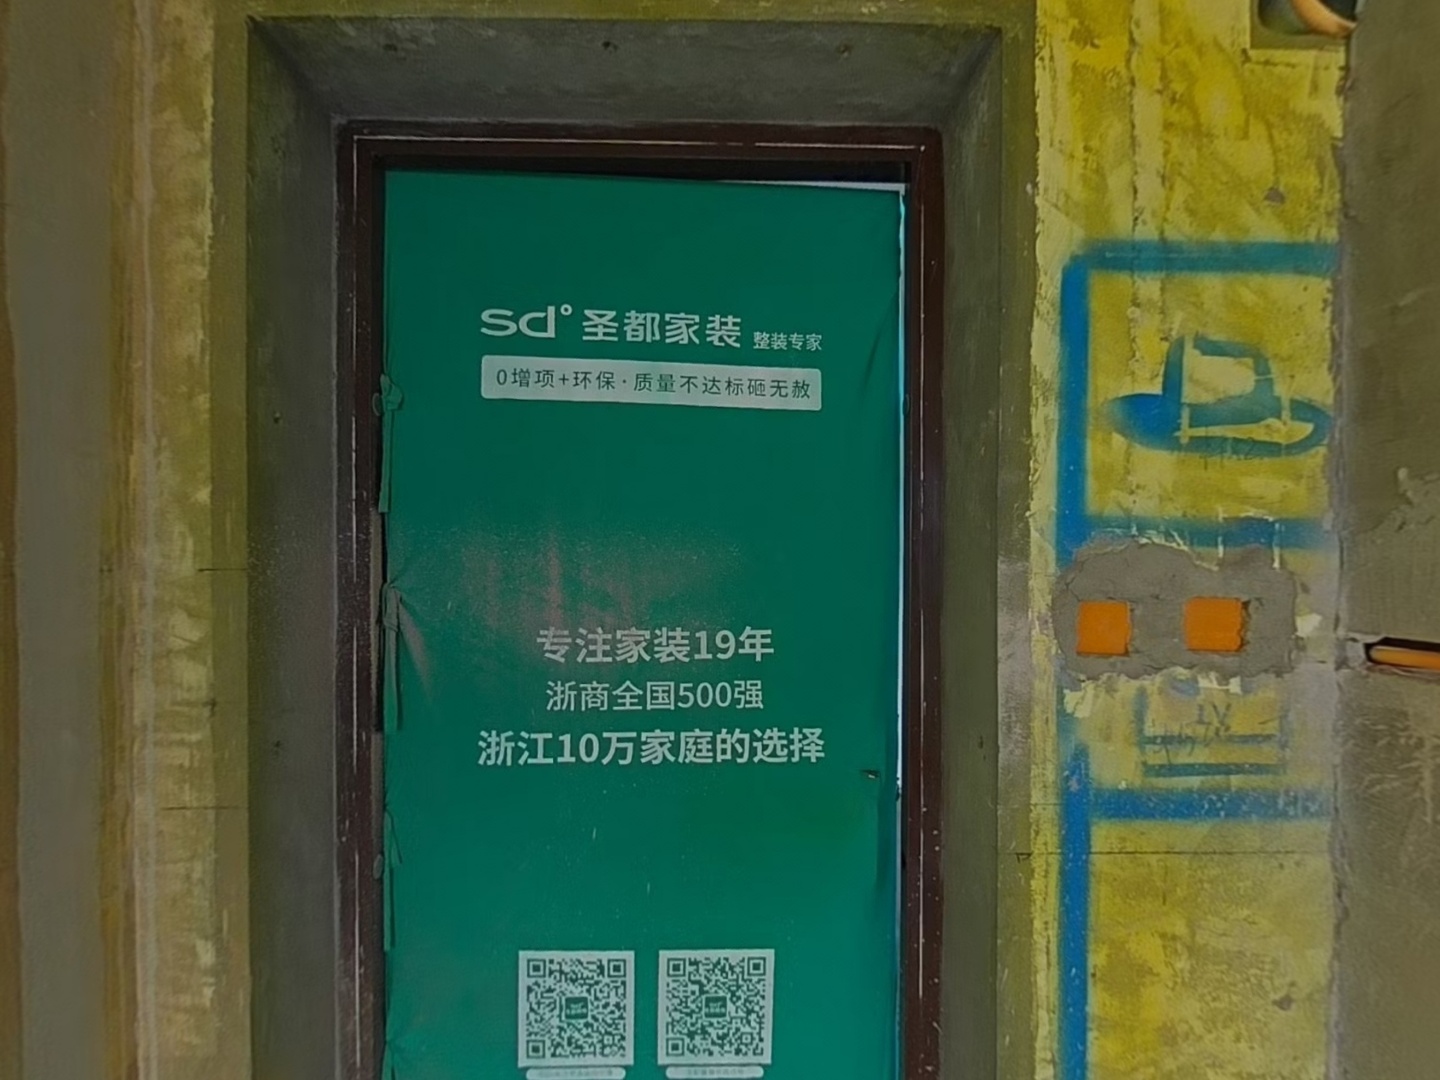 sd° 圣都家装 整装专家
0增项+环保·质量不达标砸无赦
专注家装19年
浙商全国500强
浙江10万家庭的选择